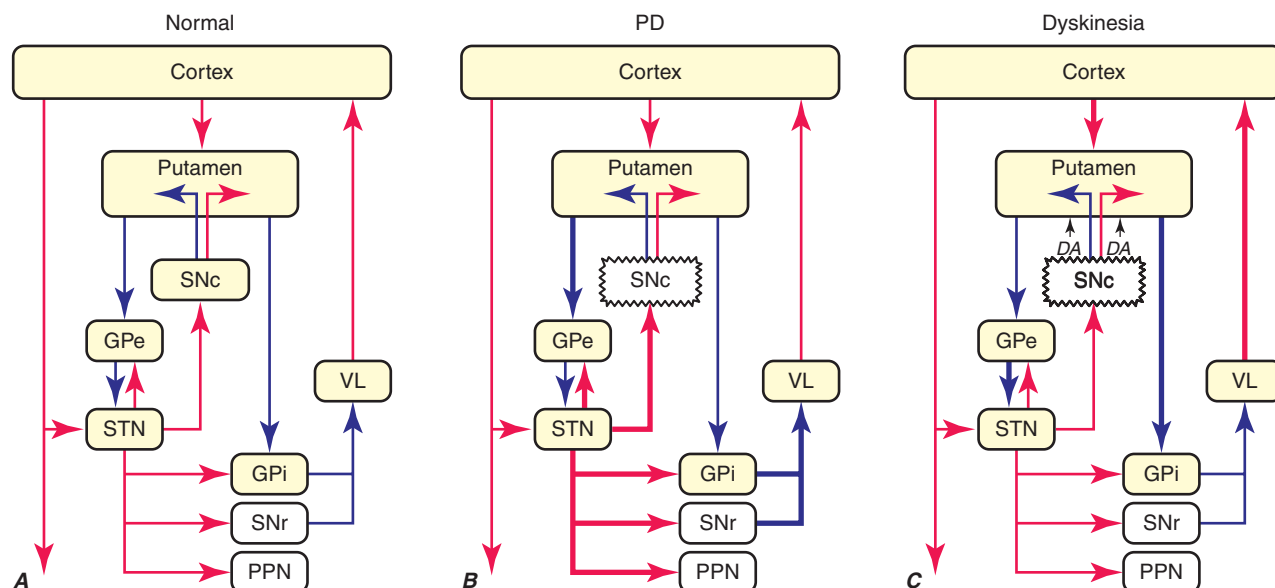 Normal
Cortex
Putamen
SNc
GPe
VL
STN
GPi
SNr
PPN
A
PD
Cortex
Putamen
SNc
GPe
VL
STN
GPi
SNr
PPN
B
Dyskinesia
Cortex
Putamen
DA DA
SNc
GPe
VL
STN
GPi
SNr
PPN
C